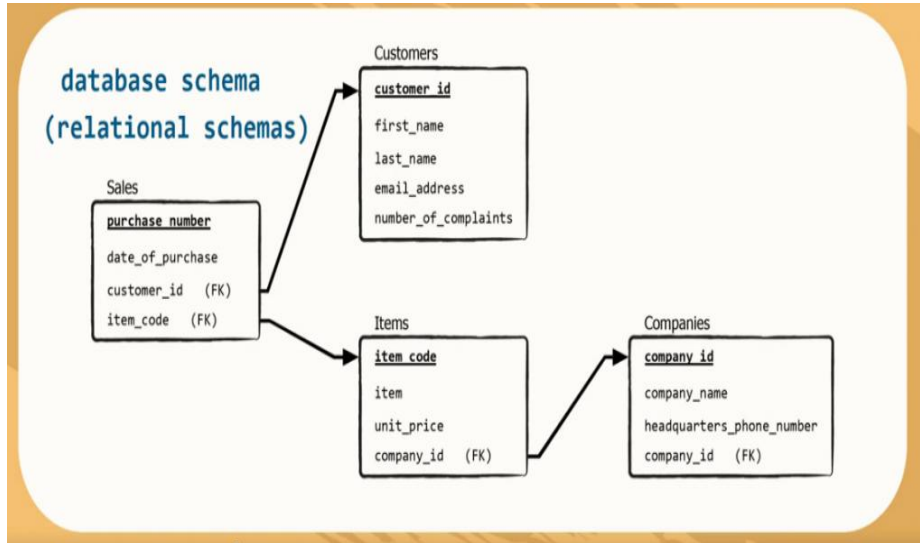 database schema
(relational schemas)
Customers
customer_id
first_name
last_name
email_address
number_of_complaints
Sales
purchase_number
date_of_purchase
customer_id (FK)
item_code (FK)
Items
item_code
item
unit_price
company_id (FK)
Companies
company_id
company_name
headquarters_phone_number
company_id (FK)